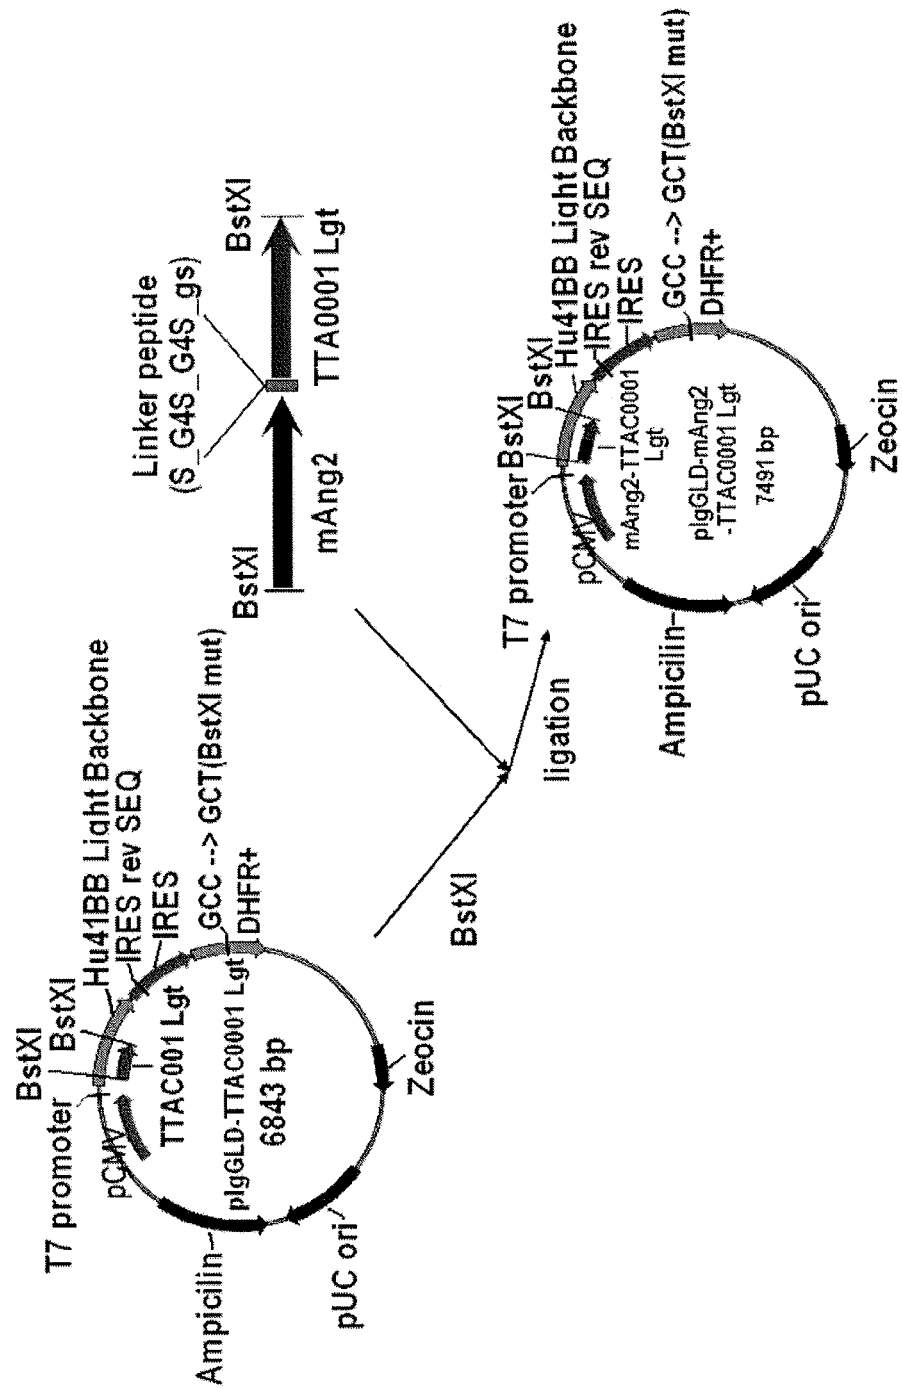 T7 promoter
BstXI
BstXI
Hu41BB Light Backbone
IRES rev SEQ
IRES
GCC --> GCT(BstXI mut)
DHFR+
pCMV
TTAC001 Lgt
pIgGLD-TTAC0001 Lgt
6843 bp
Ampicilin
pUC ori
Zeocin
Linker peptide
(S_G4S_G4S_gs)
BstXI
BstXI
mAng2
TTA0001 Lgt
BstXI
ligation
T7 promoter
BstXI
BstXI
Hu41BB Light Backbone
IRES rev SEQ
IRES
GCC --> GCT(BstXI mut)
DHFR+
pCMV
mAng2-TTAC0001
Lgt
pIgGLD-mAng2
-TTAC0001 Lgt
7491 bp
Ampicilin
pUC ori
Zeocin